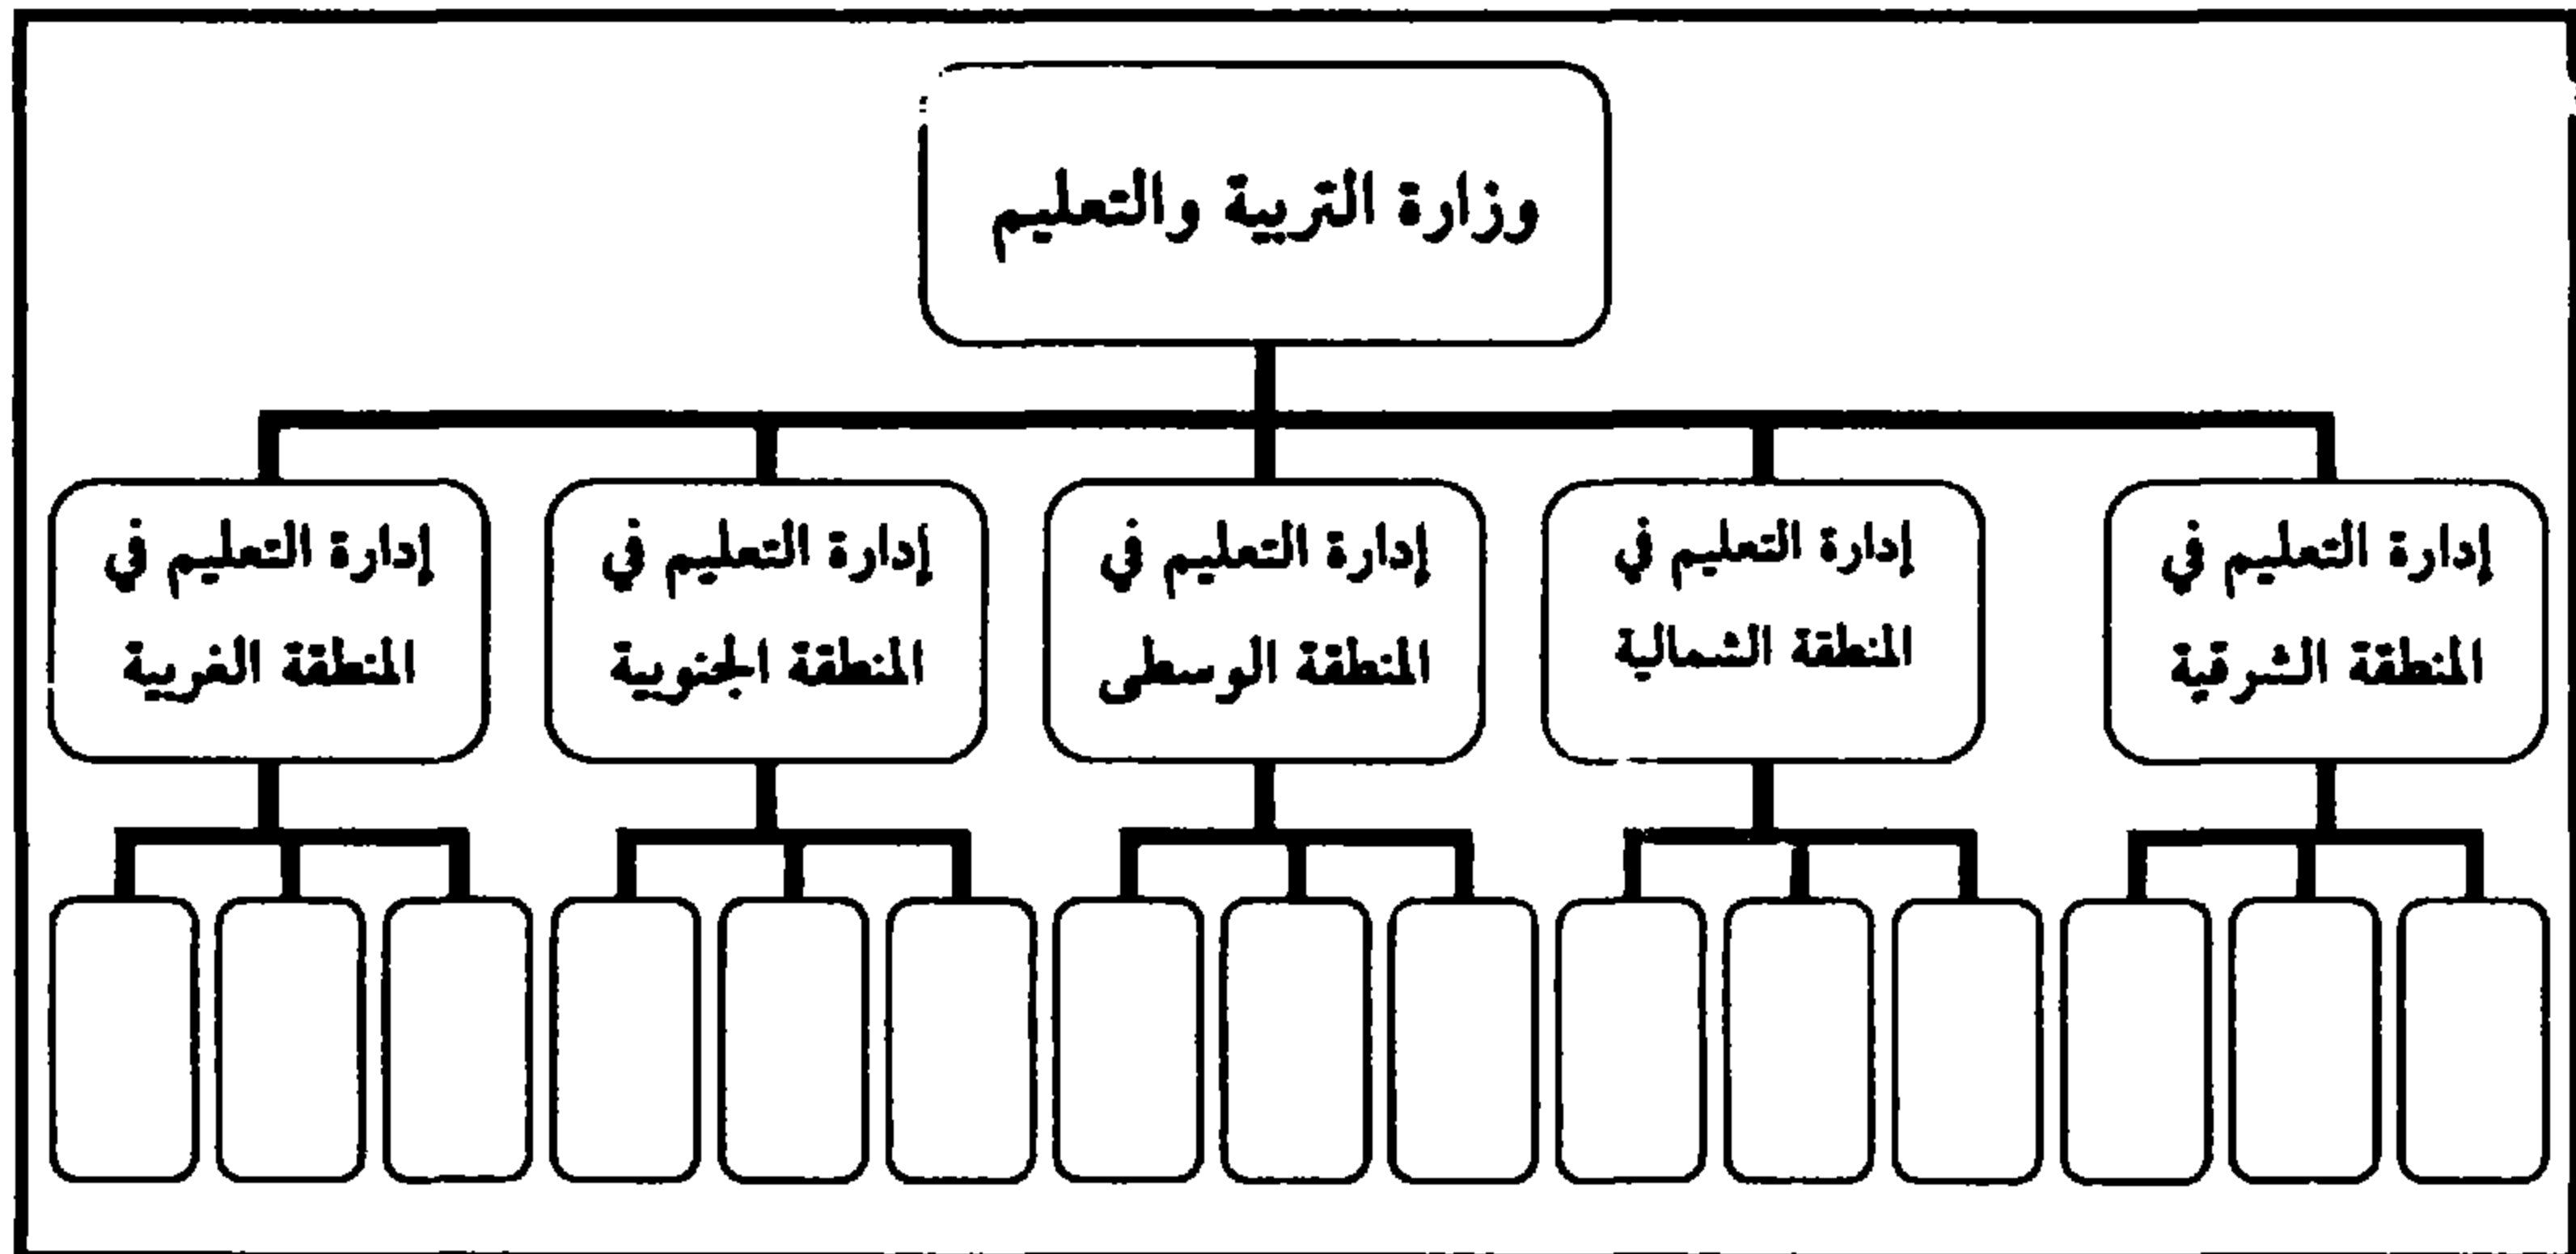 وزارة التربية والتعليم
إدارة التعليم في
المنطقة الشرقية
إدارة التعليم في
المنطقة الشمالية
إدارة التعليم في
المنطقة الوسطى
إدارة التعليم في
المنطقة الجنوبية
إدارة التعليم في
المنطقة الغربية